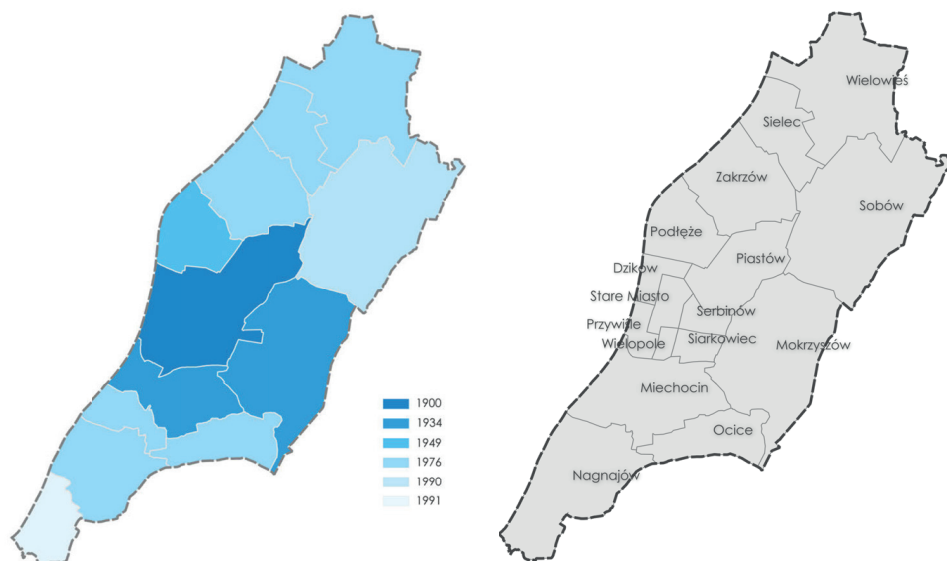 1900
1934
1949
1976
1990
1991
Wielowieś
Sielec
Zakrzów
Sobów
Podłęże
Piastów
Dzików
Stare Miasto
Serbinów
Przywiśle
Siarkowiec
Wielopole
Mokrzyszów
Miechocin
Ocice
Nagnajów